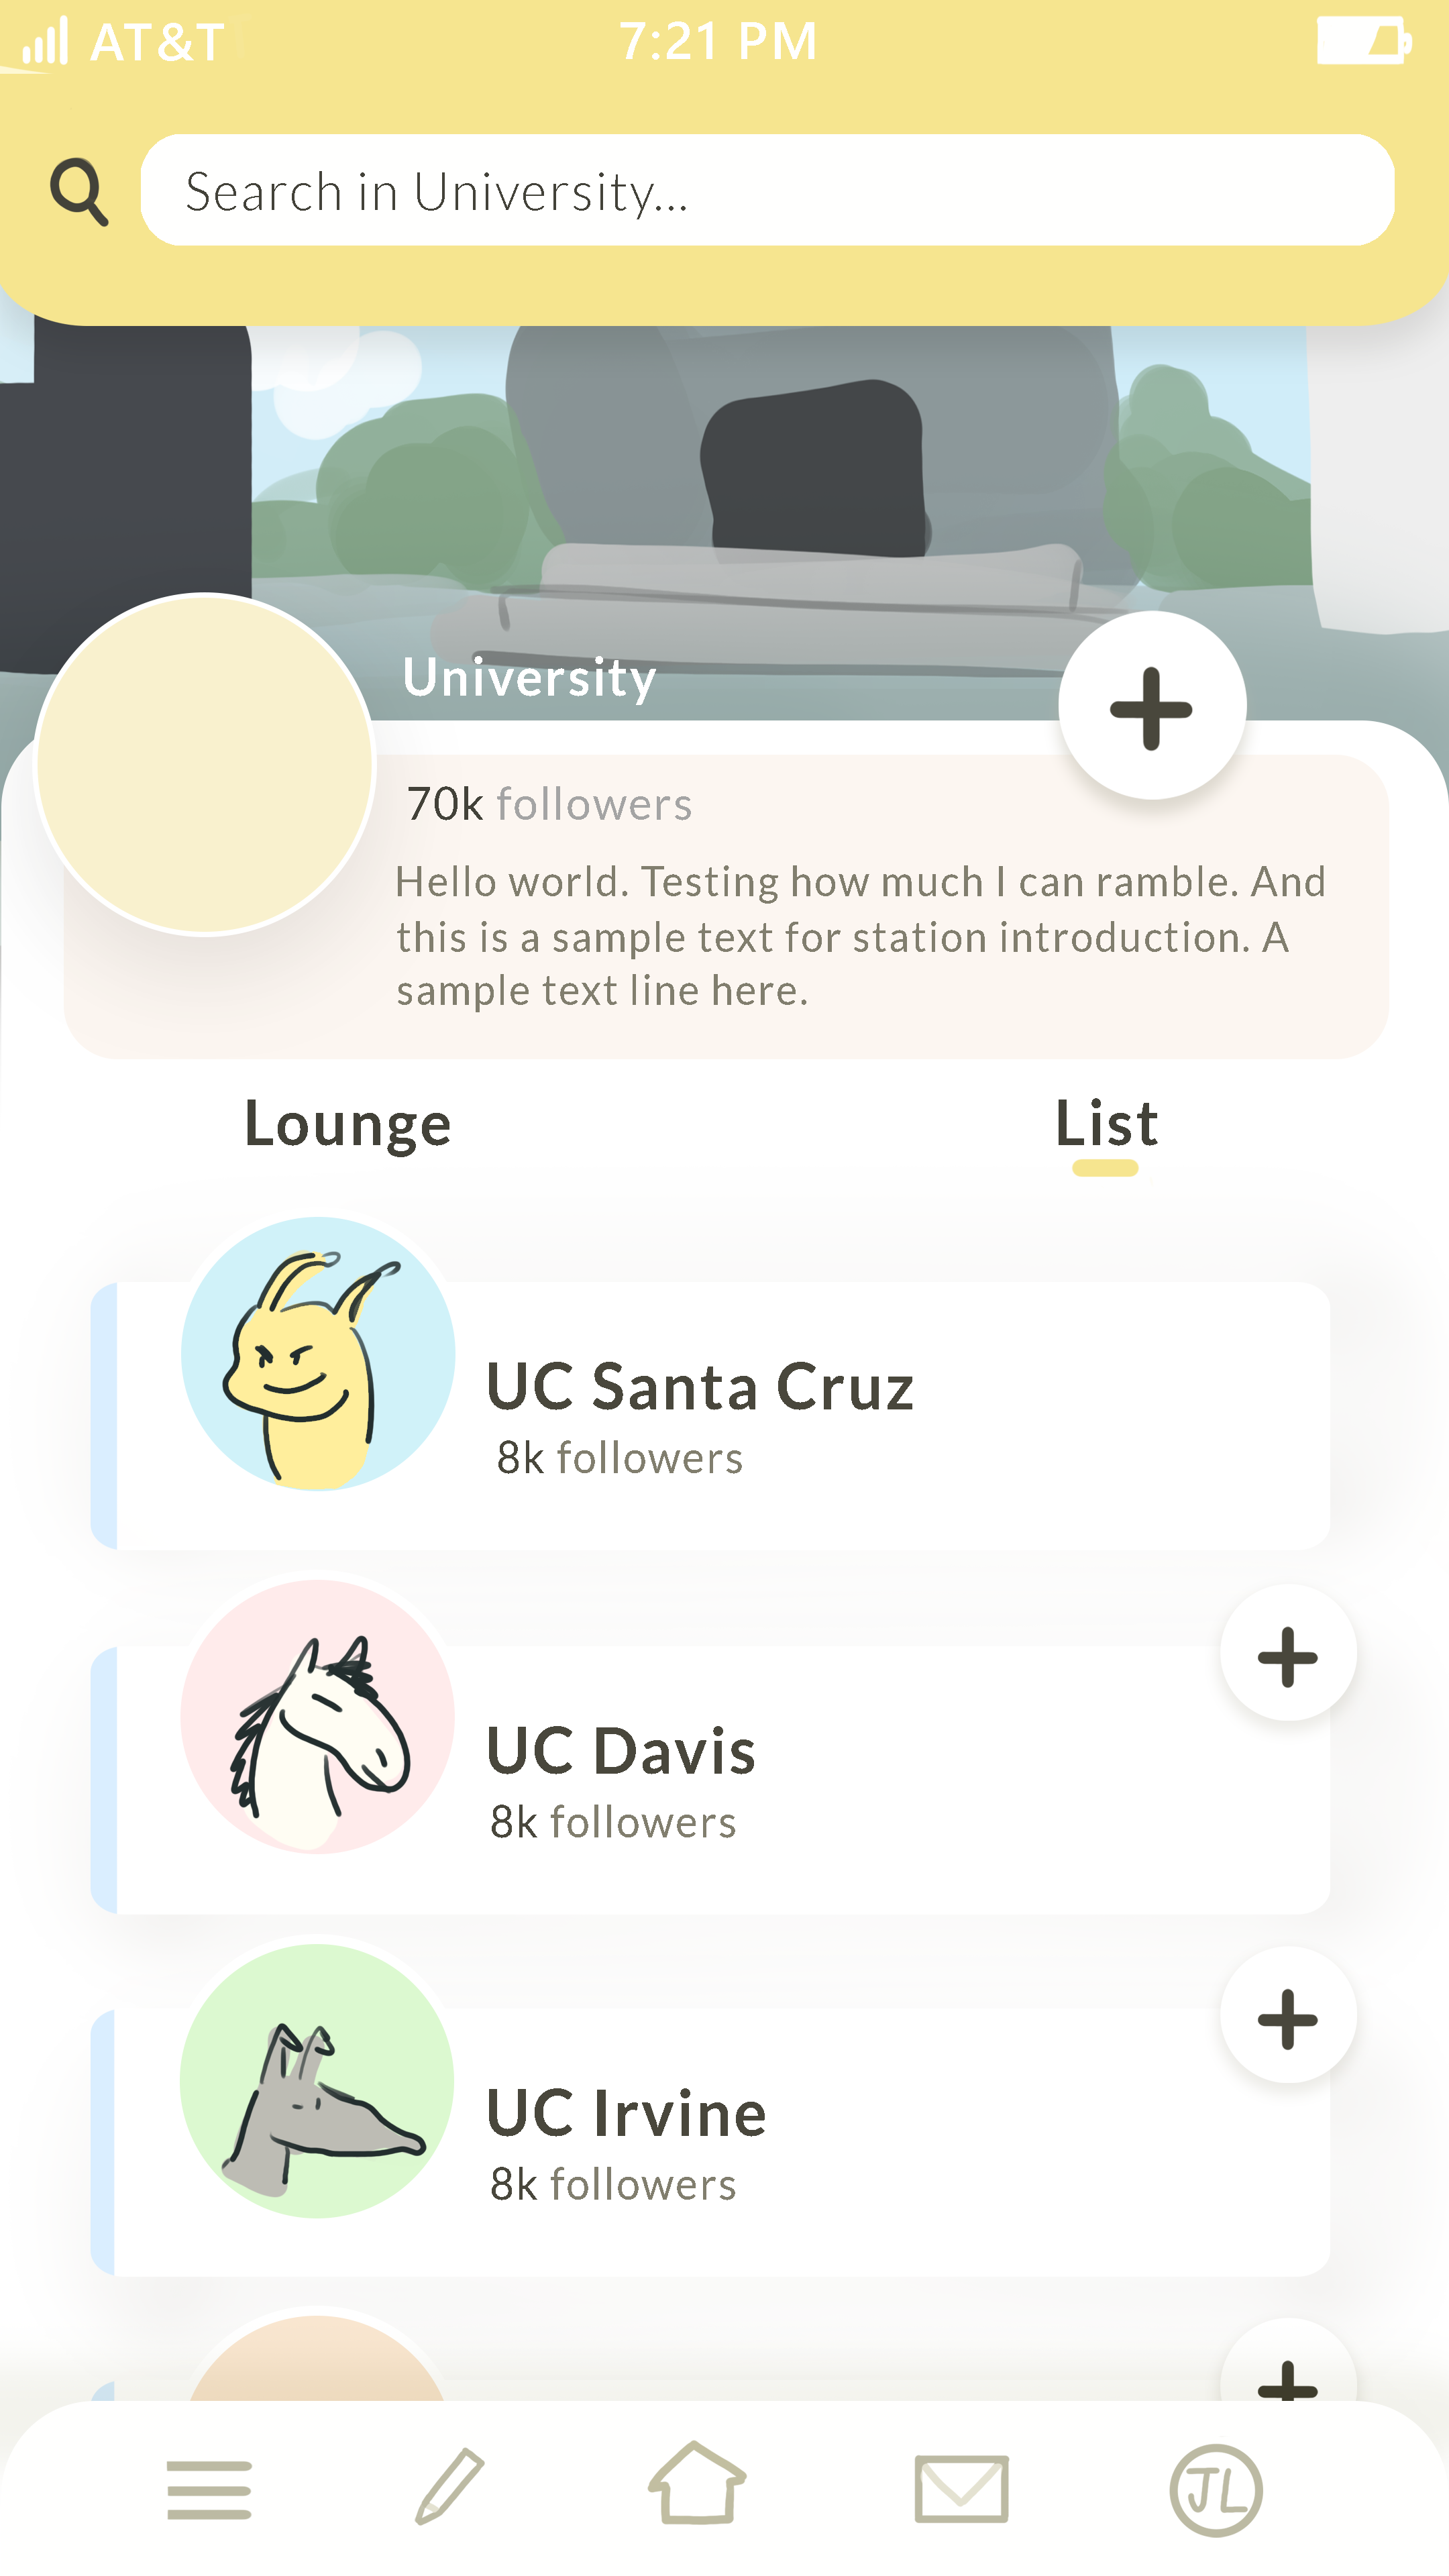 AT&T
7:21 PM
Search in University...
University
70k followers
Hello world. Testing how much I can ramble. And
this is a sample text for station introduction. A
sample text line here.
Lounge
List
UC Santa Cruz
8k followers
UC Davis
8k followers
UC Irvine
8k followers
JL